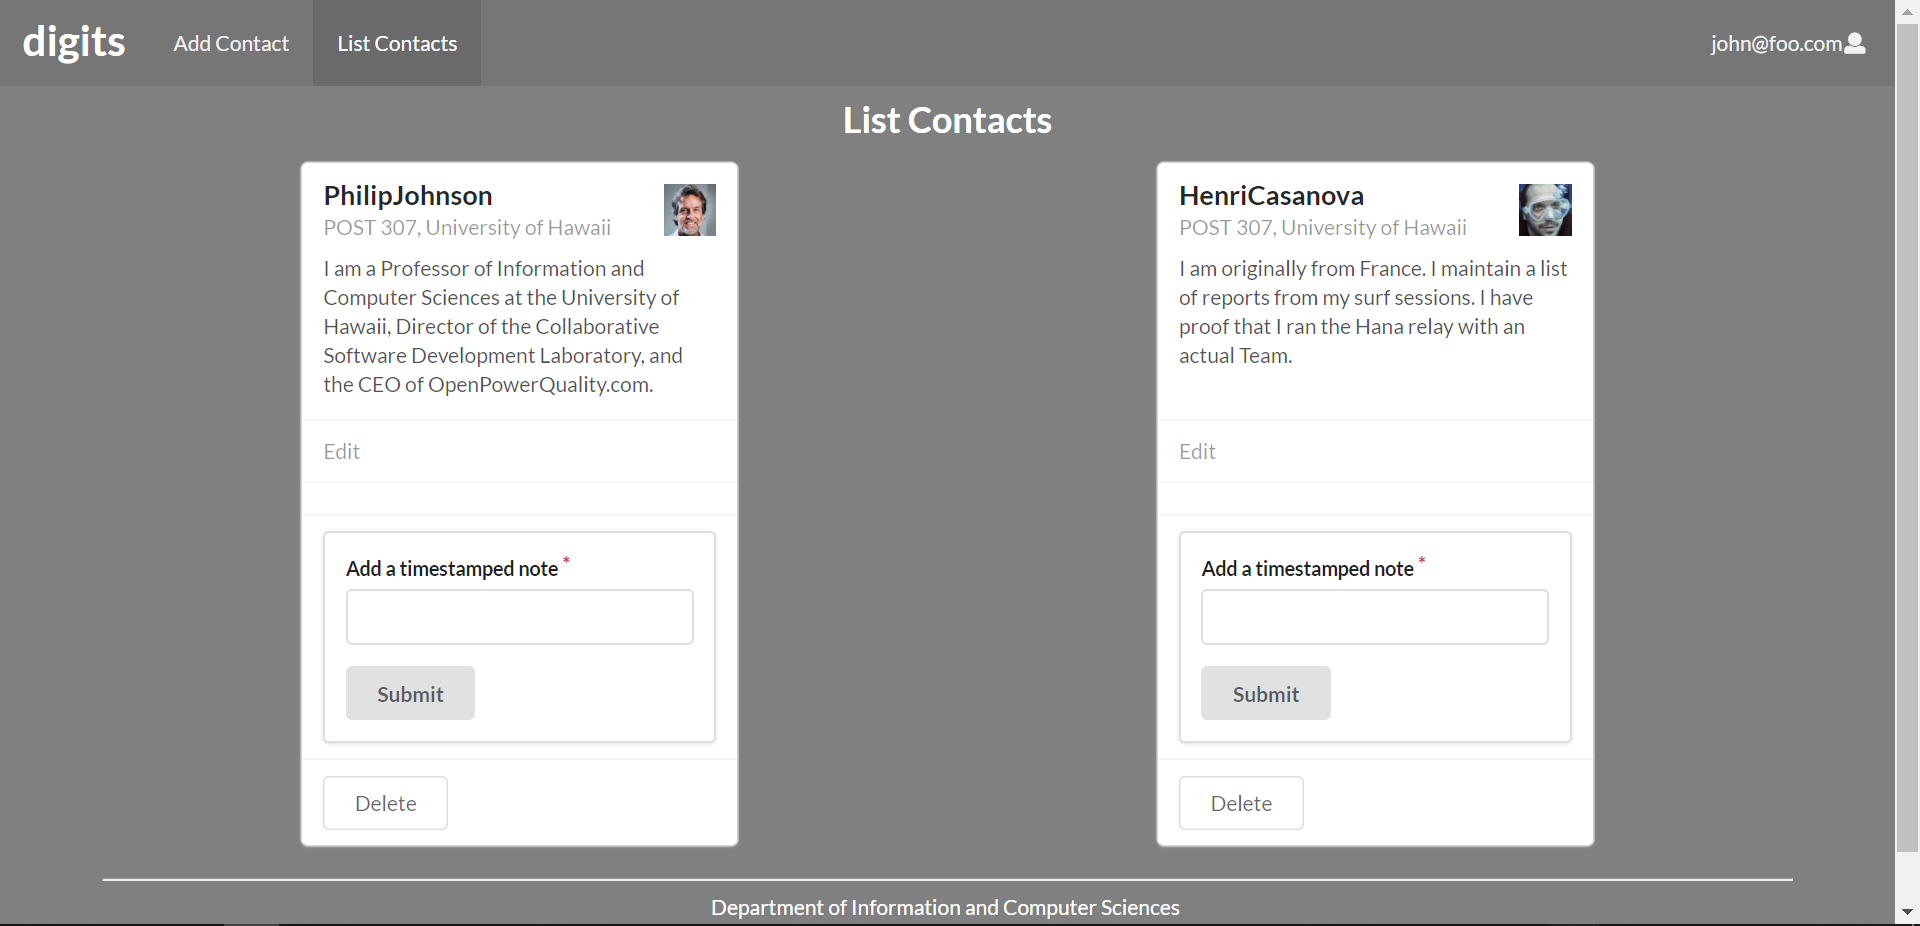 digits
Add Contact
List Contacts
john@foo.com
List Contacts
PhilipJohnson
POST 307, University of Hawaii
I am a Professor of Information and
Computer Sciences at the University of
Hawaii, Director of the Collaborative
Software Development Laboratory, and
the CEO of OpenPowerQuality.com.
Edit
Add a timestamped note *
Submit
Delete
HenriCasanova
POST 307, University of Hawaii
I am originally from France. I maintain a list
of reports from my surf sessions. I have
proof that I ran the Hana relay with an
actual Team.
Edit
Add a timestamped note *
Submit
Delete
Department of Information and Computer Sciences